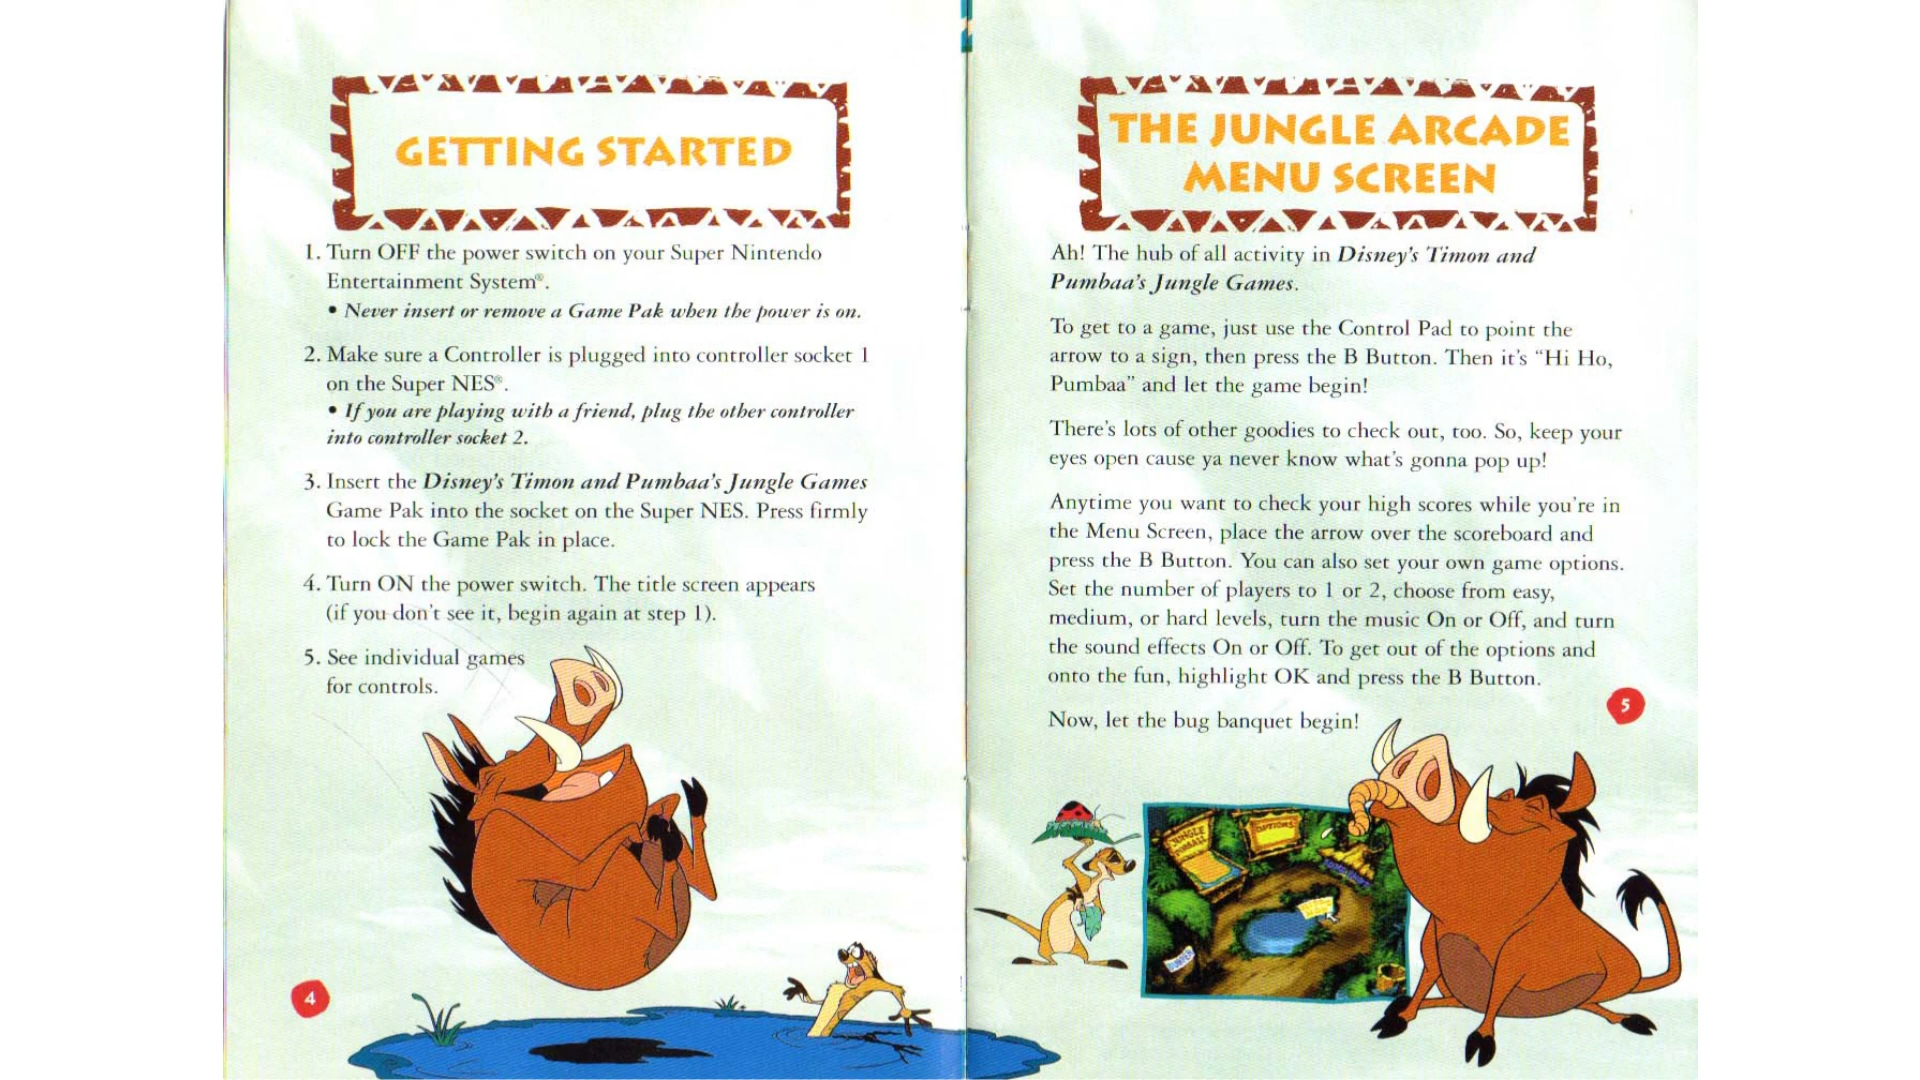 GETTING STARTED
1. Turn OFF the power switch on your Super Nintendo
Entertainment System®.
• Never insert or remove a Game Pak when the power is on.
2. Make sure a Controller is plugged into controller socket 1
on the Super NES®.
• If you are playing with a friend, plug the other controller
into controller socket 2.
3. Insert the Disney's Timon and Pumbaa's Jungle Games
Game Pak into the socket on the Super NES. Press firmly
to lock the Game Pak in place.
4. Turn ON the power switch. The title screen appears
(if you don't see it, begin again at step 1).
5. See individual games
for controls.
4
THE JUNGLE ARCADE
MENU SCREEN
Ah! The hub of all activity in Disney's Timon and
Pumbaa's Jungle Games.
To get to a game, just use the Control Pad to point the
arrow to a sign, then press the B Button. Then it's “Hi Ho,
Pumbaa” and let the game begin!
There's lots of other goodies to check out, too. So, keep your
eyes open cause ya never know what's gonna pop up!
Anytime you want to check your high scores while you're in
the Menu Screen, place the arrow over the scoreboard and
press the B Button. You can also set your own game options.
Set the number of players to 1 or 2, choose from easy,
medium, or hard levels, turn the music On or Off, and turn
the sound effects On or Off. To get out of the options and
onto the fun, highlight OK and press the B Button.
Now, let the bug banquet begin!
5
JUNGLE
PINBALL
OPTIONS